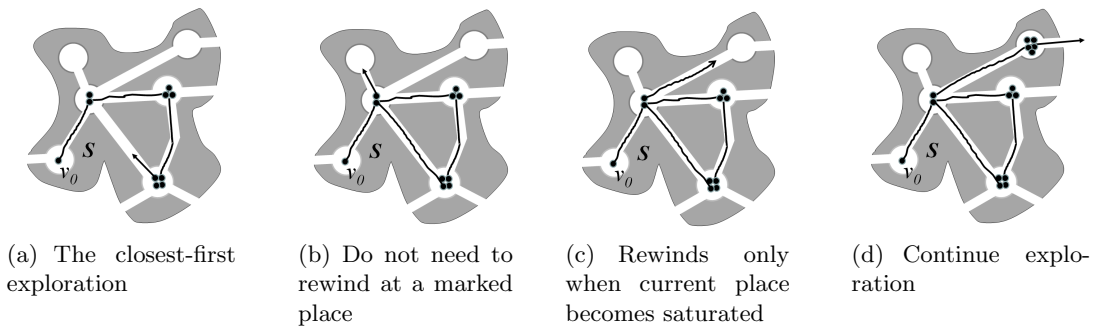 S
v0
S
v0
S
v0
S
v0
(a) The closest-first
exploration
(b) Do not need to
rewind at a marked
place
(c) Rewinds only
when current place
becomes saturated
(d) Continue explo-
ration